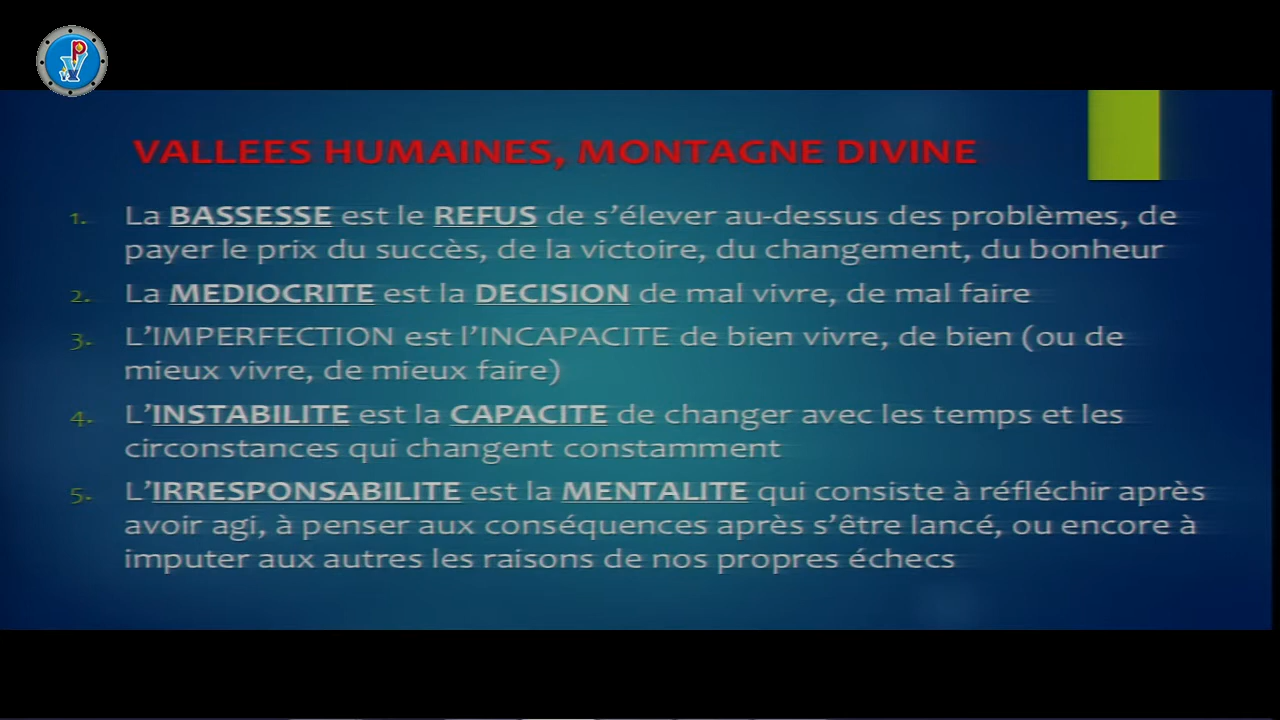 VALLEES HUMAINES, MONTAGNE DIVINE
1. La BASSESSE est le REFUS de s’élever au-dessus des problèmes, de
payer le prix du succès, de la victoire, du changement, du bonheur
2. La MEDIOCRITE est la DECISION de mal vivre, de mal faire
3. L’IMPERFECTION est l’INCAPACITE de bien vivre, de bien (ou de
mieux vivre, de mieux faire)
4. L’INSTABILITE est la CAPACITE de changer avec les temps et les
circonstances qui changent constamment
5. L’IRRESPONSABILITE est la MENTALITE qui consiste à réfléchir après
avoir agi, à penser aux conséquences après s’être lancé, ou encore à
imputer aux autres les raisons de nos propres échecs